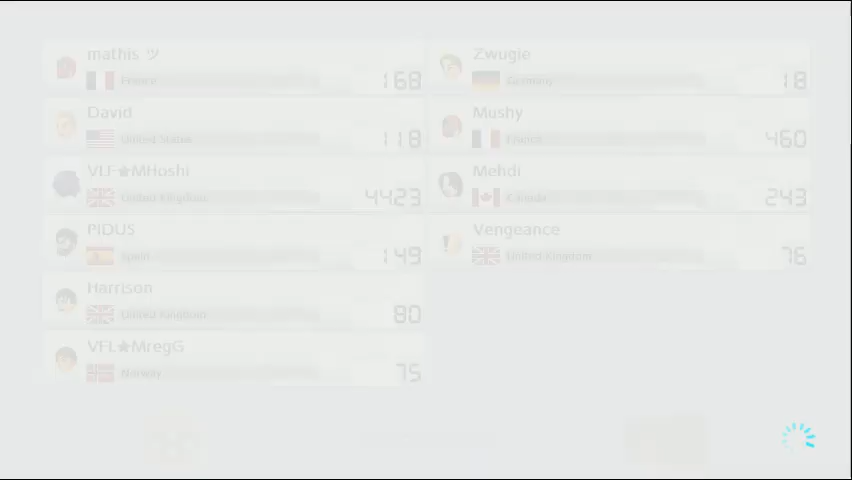 mathis ツ
France
168
David
United States
118
VLF★MHoshi
United Kingdom
4423
PIDUS
Spain
149
Harrison
United Kingdom
80
VFL★MregG
Norway
75
Zwugie
Germany
18
Mushy
France
460
Mehdi
Canada
243
Vengeance
United Kingdom
76